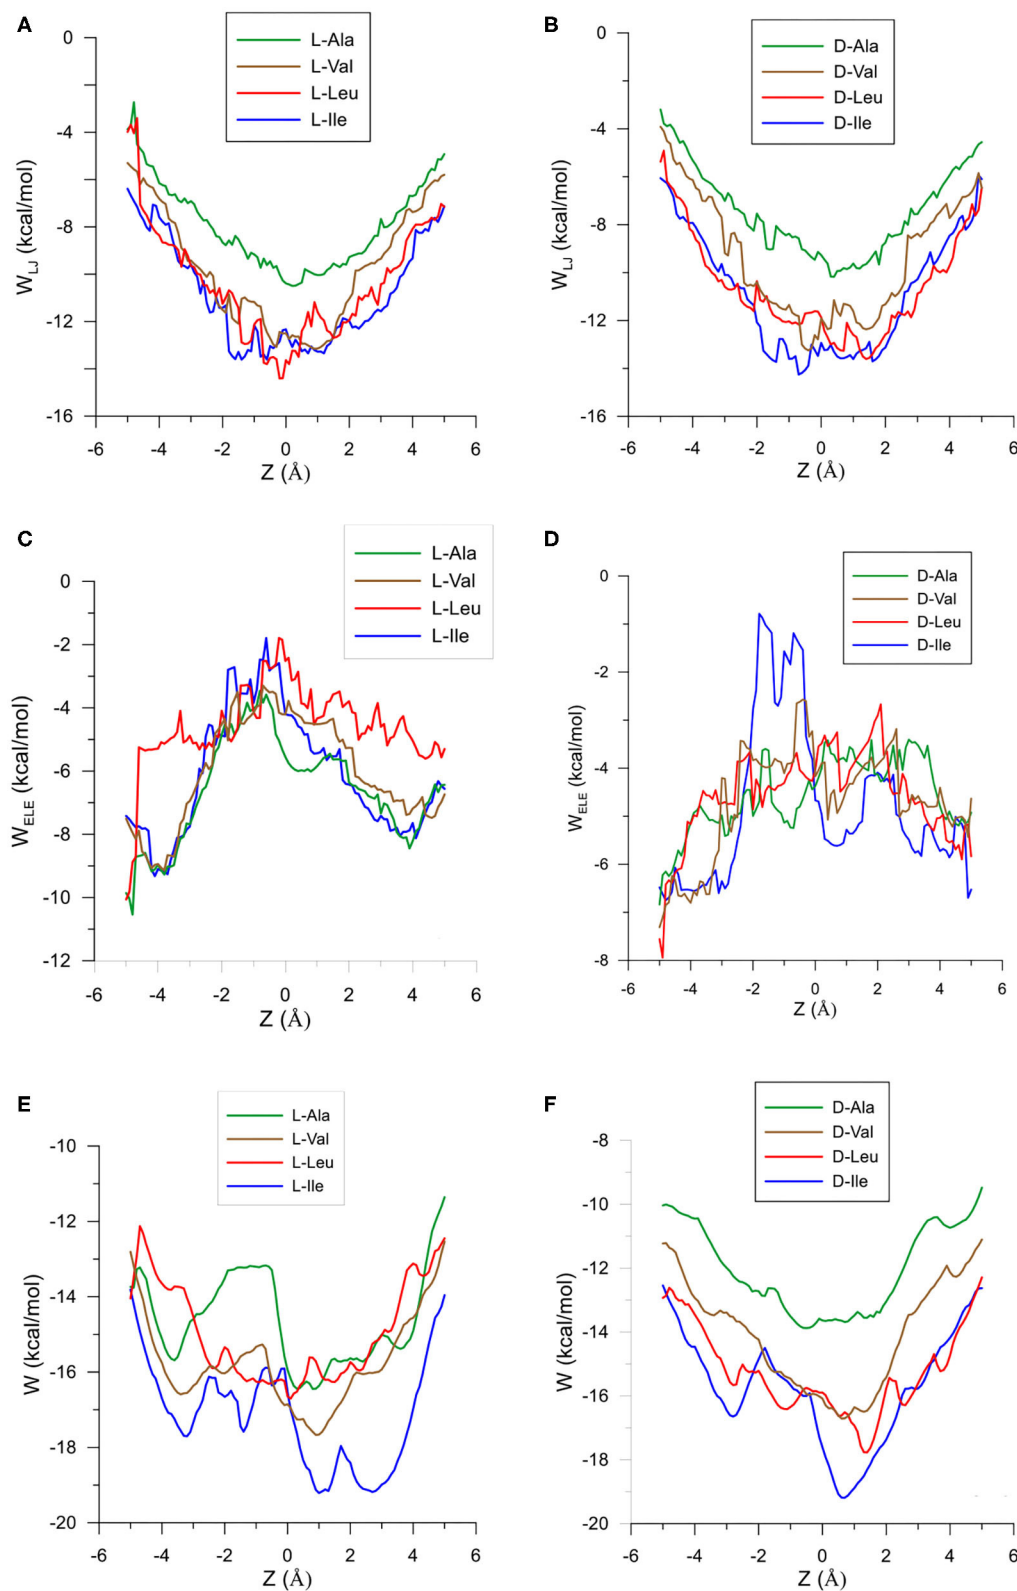 A
L-Ala
L-Val
L-Leu
L-Ile
0
-4
-8
-12
-16
W_LJ (kcal/mol)
-6 -4 -2 0 2 4 6
Z (Å)
B
D-Ala
D-Val
D-Leu
D-Ile
0
-4
-8
-12
-16
W_LJ (kcal/mol)
-6 -4 -2 0 2 4 6
Z (Å)
C
L-Ala
L-Val
L-Leu
L-Ile
0
-2
-4
-6
-8
-10
-12
W_ELE (kcal/mol)
-6 -4 -2 0 2 4 6
Z (Å)
D
D-Ala
D-Val
D-Leu
D-Ile
0
-2
-4
-6
-8
W_ELE (kcal/mol)
-6 -4 -2 0 2 4 6
Z (Å)
E
L-Ala
L-Val
L-Leu
L-Ile
-10
-12
-14
-16
-18
-20
W (kcal/mol)
-6 -4 -2 0 2 4 6
Z (Å)
F
D-Ala
D-Val
D-Leu
D-Ile
-8
-10
-12
-14
-16
-18
-20
W (kcal/mol)
-6 -4 -2 0 2 4 6
Z (Å)